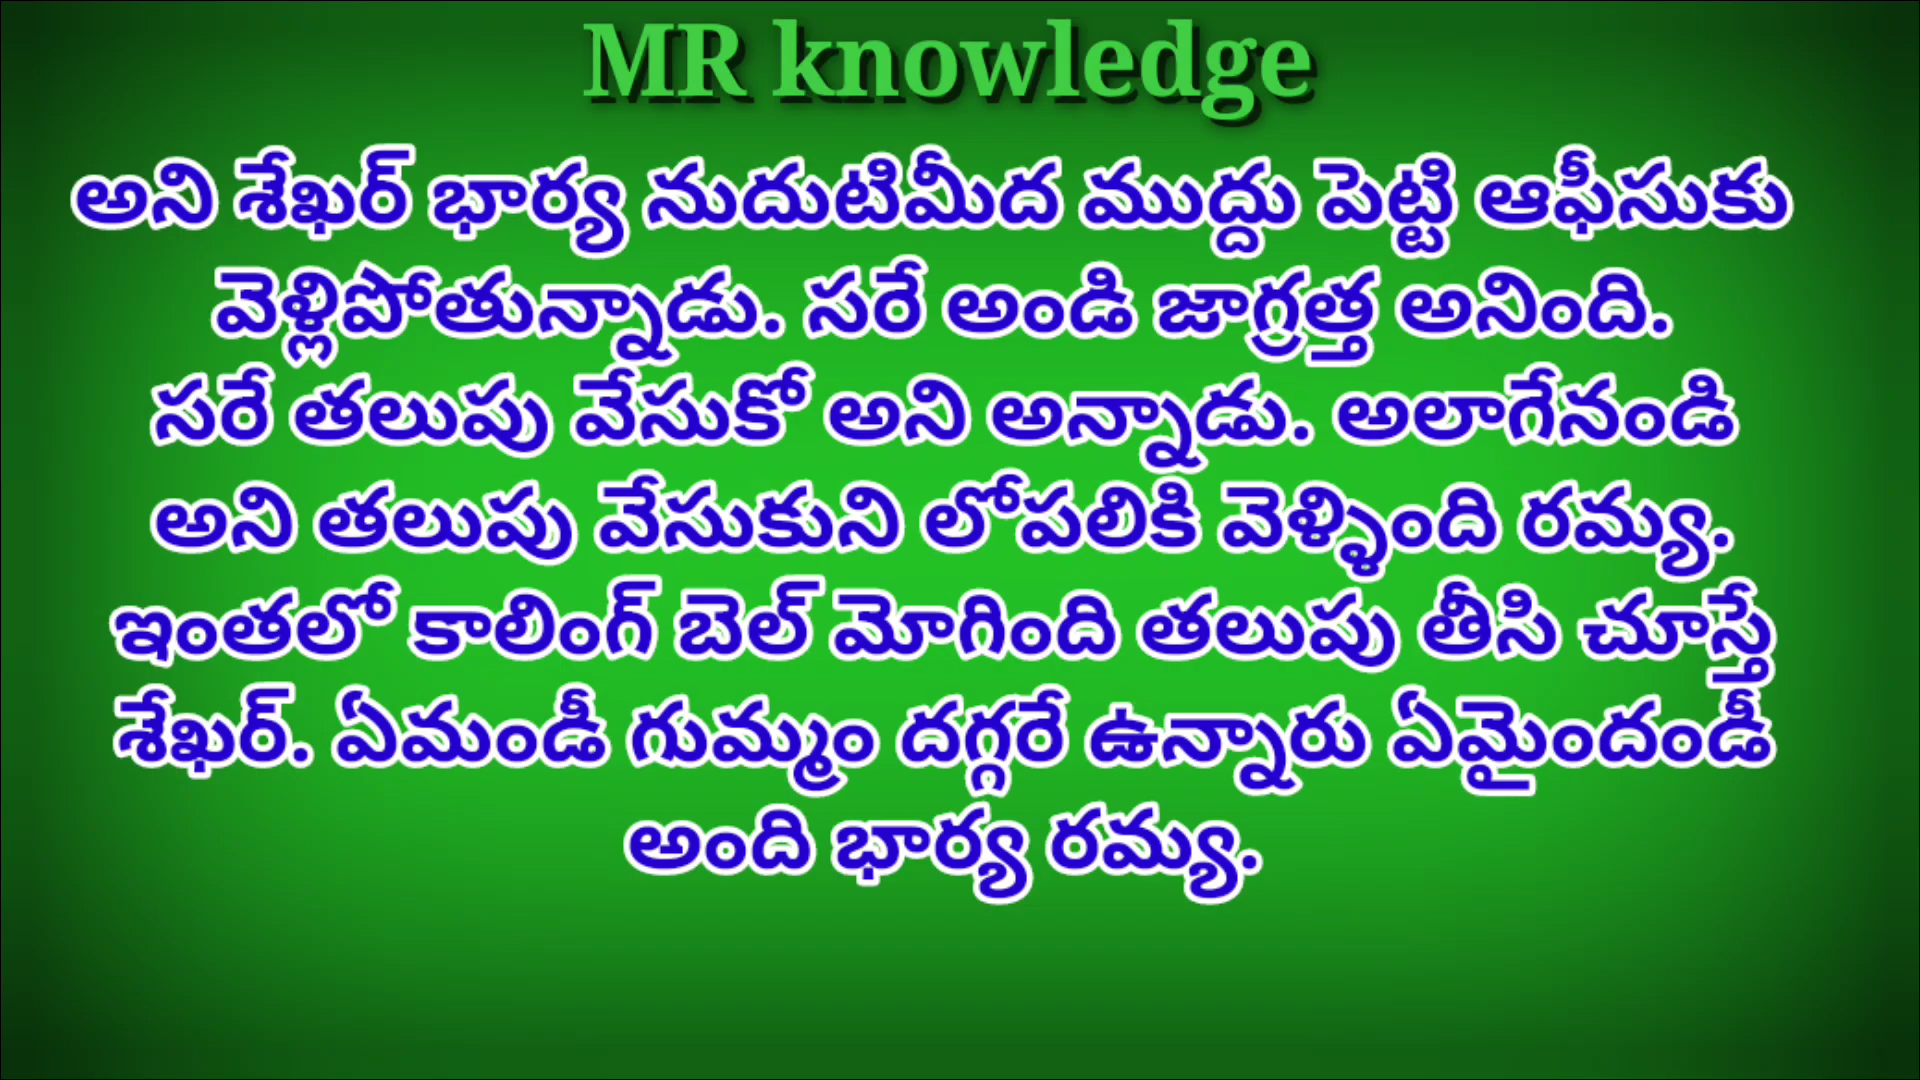 MR knowledge
అని శేఖర్ భార్య నుదుటిమీద ముద్దు పెట్టి ఆఫీసుకు
వెళ్లిపోతున్నాడు. సరే అండి జాగ్రత్త అనింది.
సరే తలుపు వేసుకో అని అన్నాడు. అలాగేనండి
అని తలుపు వేసుకుని లోపలికి వెళ్ళింది రమ్య.
ఇంతలో కాలింగ్ బెల్ మోగింది తలుపు తీసి చూస్తే
శేఖర్. ఏమండీ గుమ్మం దగ్గరే ఉన్నారు ఏమైందండీ
అంది భార్య రమ్య.